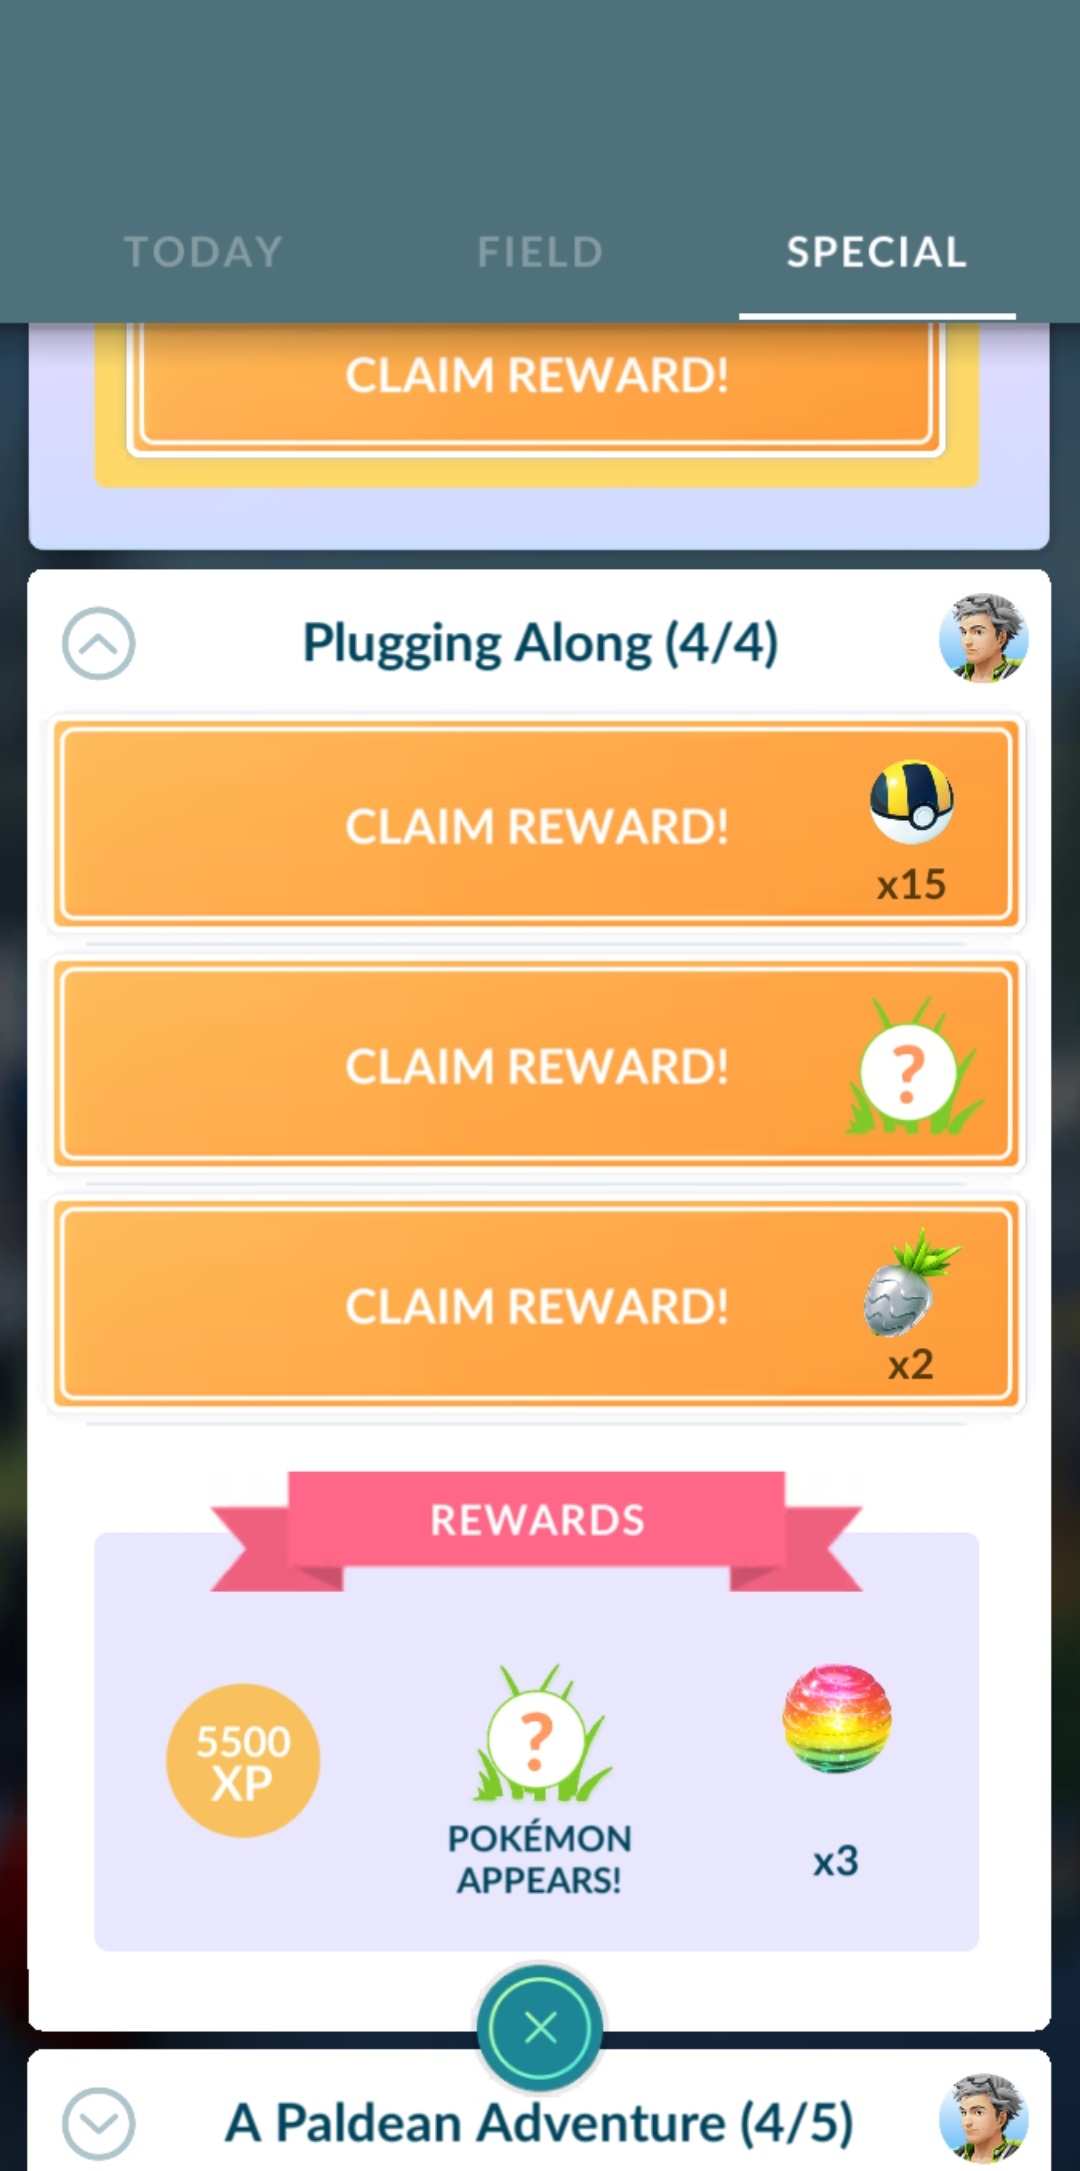 TODAY
FIELD
SPECIAL
CLAIM REWARD!
Plugging Along (4/4)
CLAIM REWARD!
x15
CLAIM REWARD!
?
CLAIM REWARD!
x2
REWARDS
5500
XP
?
POKÉMON
APPEARS!
x3
A Paldean Adventure (4/5)